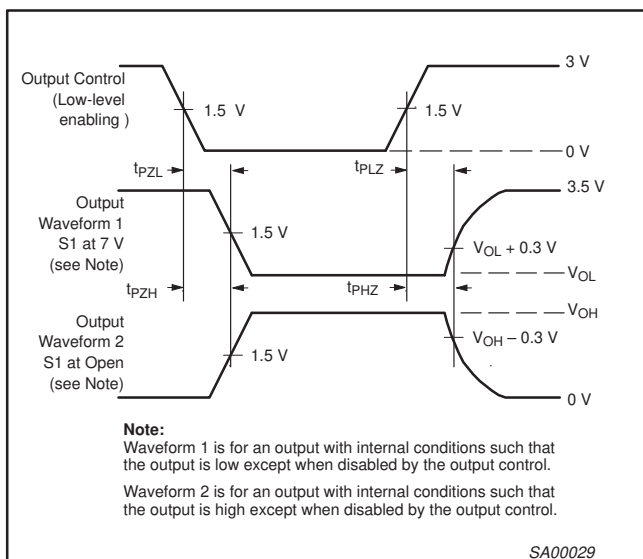 3 V
Output Control
(Low-level
enabling )
1.5 V
1.5 V
0 V
tPZL
tPLZ
3.5 V
Output
Waveform 1
S1 at 7 V
(see Note)
1.5 V
VOL + 0.3 V
VOL
tPZH
tPHZ
VOH
Output
Waveform 2
S1 at Open
(see Note)
1.5 V
VOH – 0.3 V
0 V
Note:
Waveform 1 is for an output with internal conditions such that
the output is low except when disabled by the output control.
Waveform 2 is for an output with internal conditions such that
the output is high except when disabled by the output control.
SA00029